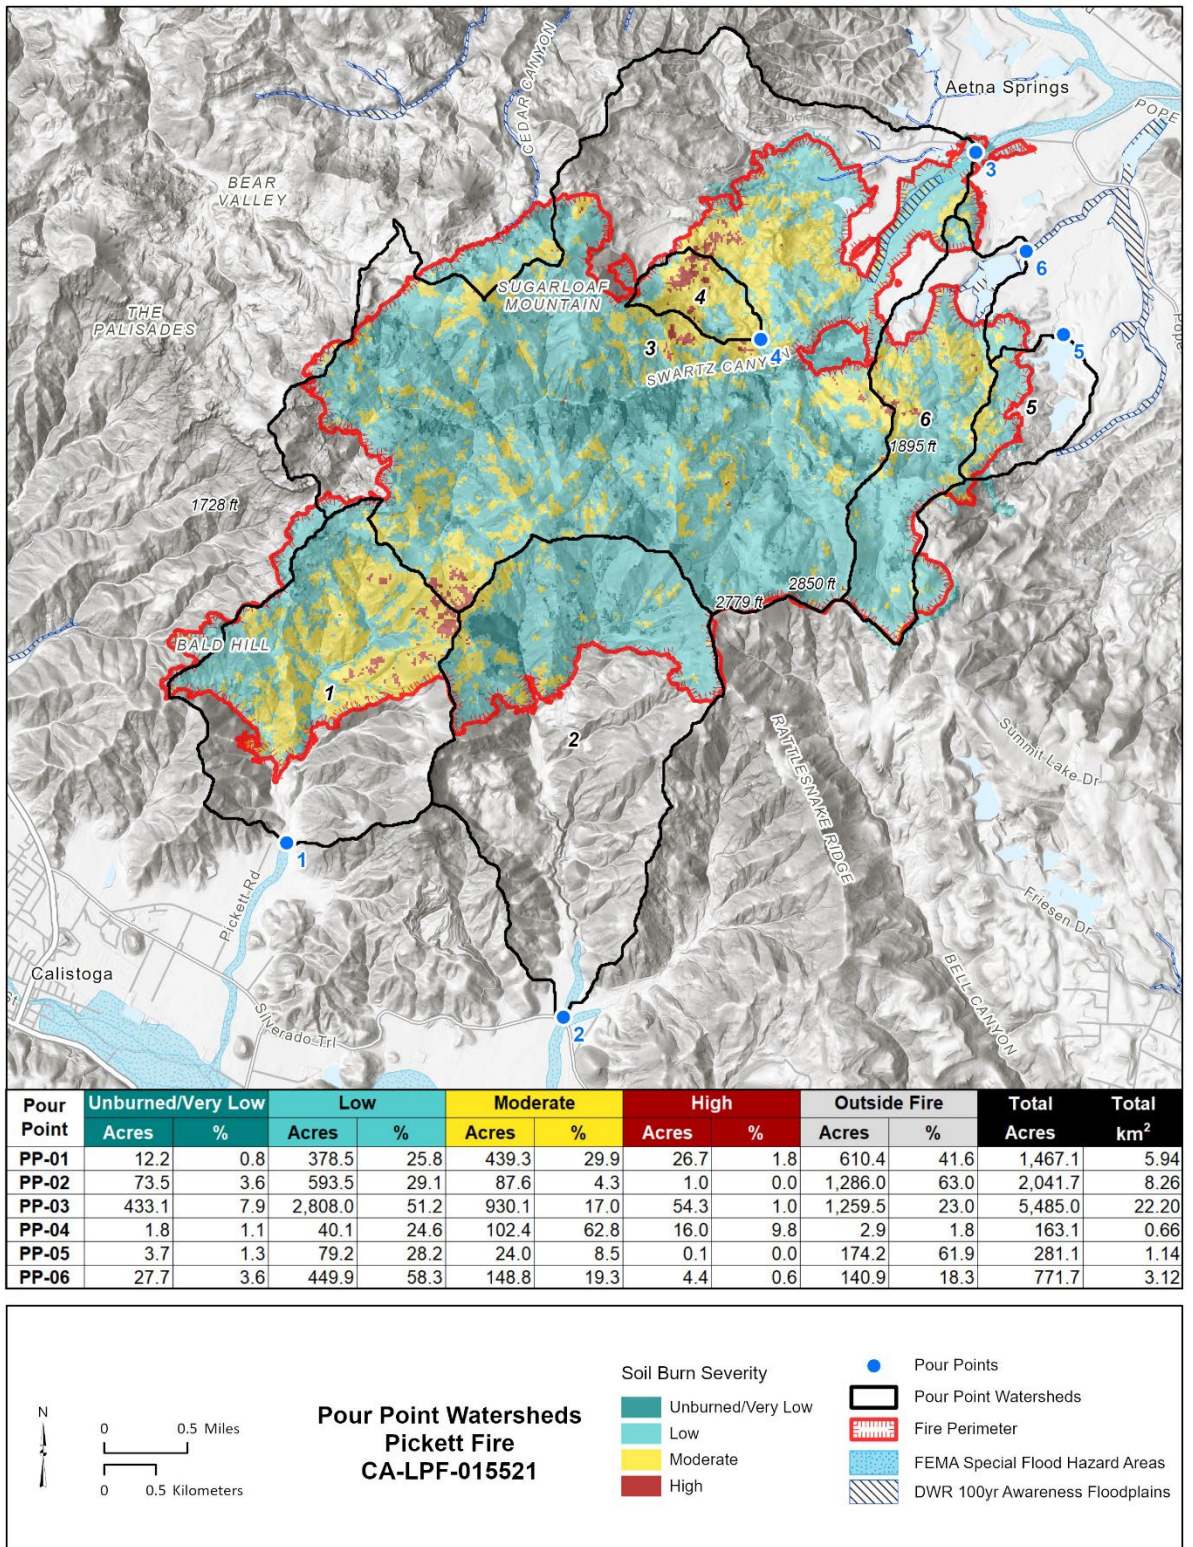 CEDAR CANYON
Aetna Springs
POPE
BEAR
VALLEY
3
6
SUGARLOAF
MOUNTAIN
4
THE
PALISADES
3
4
5
SWARTZ CANYON
5
6
1895 ft
1728 ft
2850 ft
2779 ft
BALD HILL
1
2
RATTLESNAKE RIDGE
Summit Lake Dr
1
Pickett Rd
Friesen Dr
Calistoga
BELL CANYON
St
Silverado Trl
2
Pope
Pour Point Unburned/Very Low Low Moderate High Outside Fire Total Total
Acres % Acres % Acres % Acres % Acres % Acres km²
PP-01 12.2 0.8 378.5 25.8 439.3 29.9 26.7 1.8 610.4 41.6 1,467.1 5.94
PP-02 73.5 3.6 593.5 29.1 87.6 4.3 1.0 0.0 1,286.0 63.0 2,041.7 8.26
PP-03 433.1 7.9 2,808.0 51.2 930.1 17.0 54.3 1.0 1,259.5 23.0 5,485.0 22.20
PP-04 1.8 1.1 40.1 24.6 102.4 62.8 16.0 9.8 2.9 1.8 163.1 0.66
PP-05 3.7 1.3 79.2 28.2 24.0 8.5 0.1 0.0 174.2 61.9 281.1 1.14
PP-06 27.7 3.6 449.9 58.3 148.8 19.3 4.4 0.6 140.9 18.3 771.7 3.12
N
0 0.5 Miles
0 0.5 Kilometers
Pour Point Watersheds
Pickett Fire
CA-LPF-015521
Soil Burn Severity
Unburned/Very Low
Low
Moderate
High
Pour Points
Pour Point Watersheds
Fire Perimeter
FEMA Special Flood Hazard Areas
DWR 100yr Awareness Floodplains